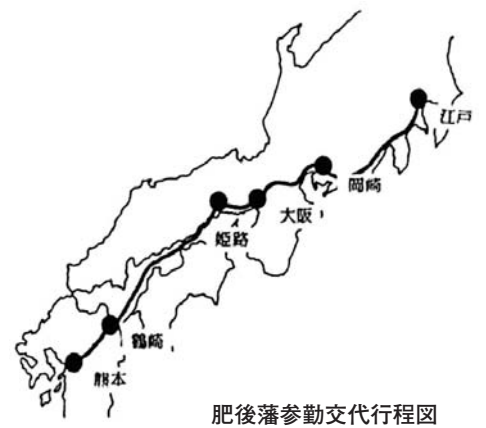 江戸
岡崎
大阪
姫路
鶴崎
熊本
肥後藩参勤交代行程図